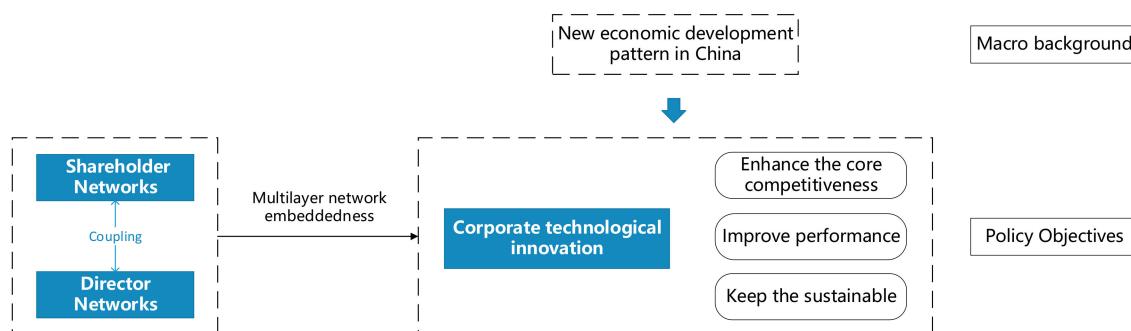 New economic development
pattern in China
Macro background
Shareholder
Networks
Coupling
Director
Networks
Multilayer network
embeddedness
Corporate technological
innovation
Enhance the core
competitiveness
Improve performance
Keep the sustainable
Policy Objectives